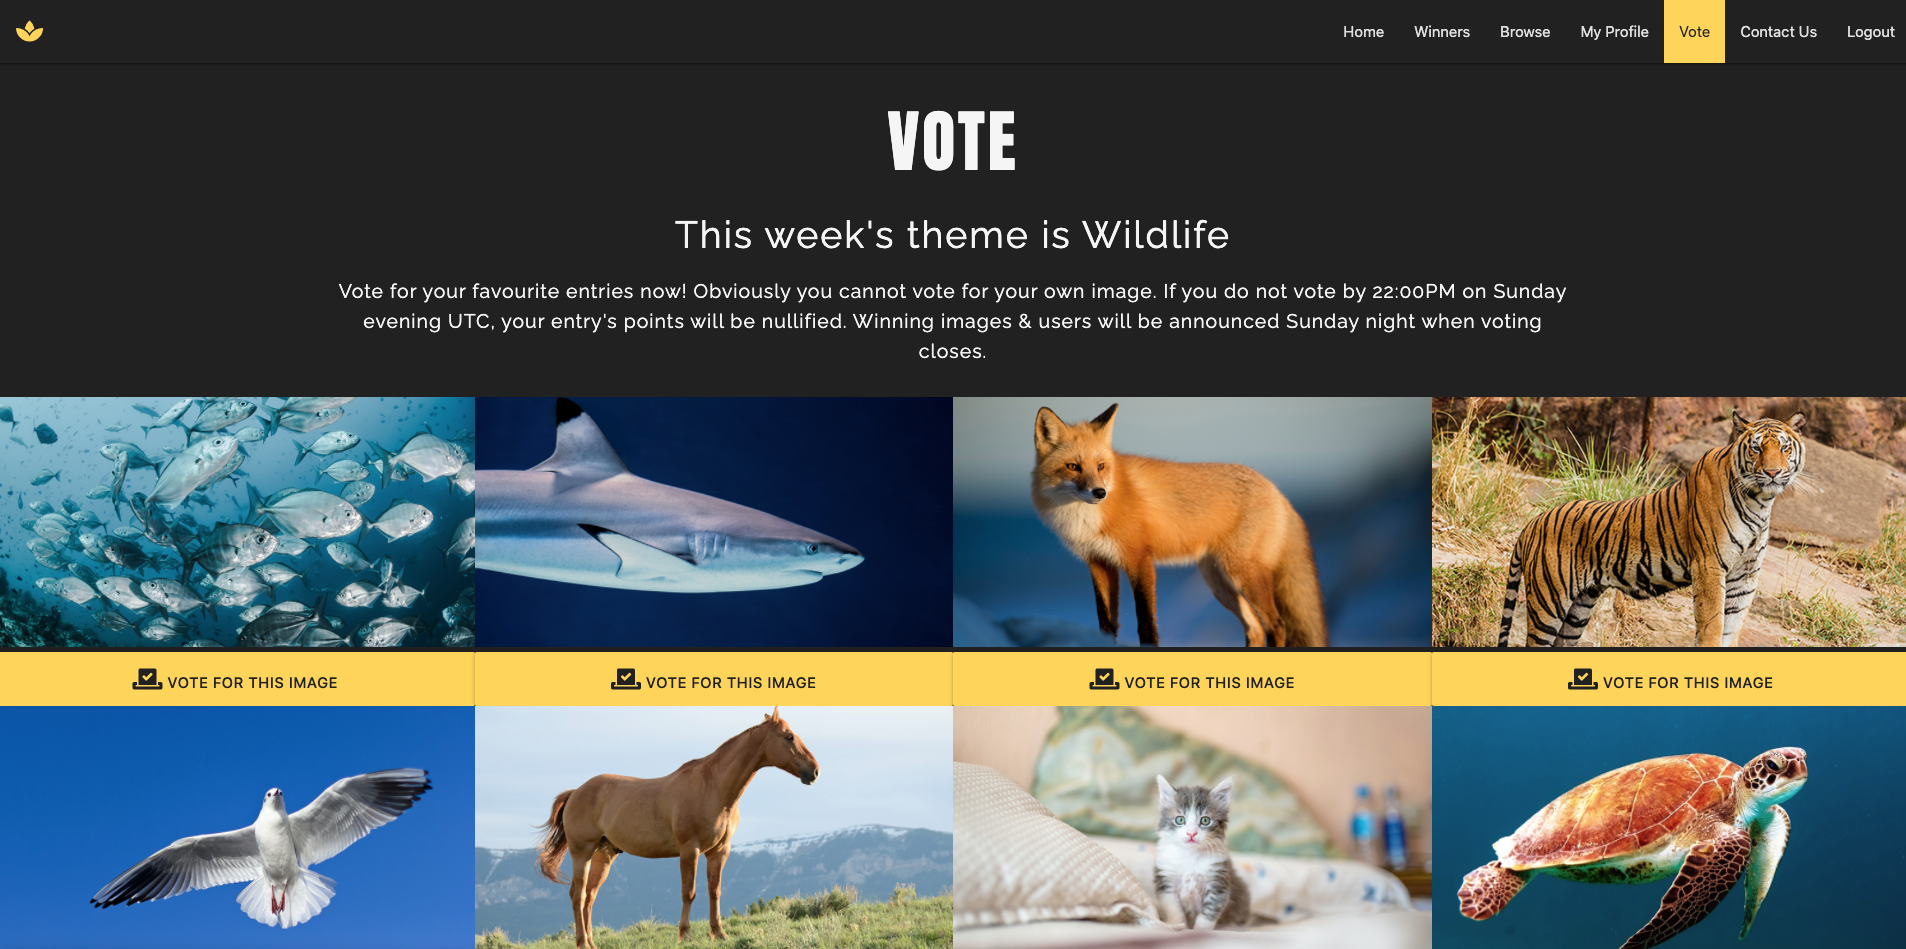 Home Winners Browse My Profile Vote Contact Us Logout
VOTE
This week's theme is Wildlife
Vote for your favourite entries now! Obviously you cannot vote for your own image. If you do not vote by 22:00PM on Sunday
evening UTC, your entry's points will be nullified. Winning images & users will be announced Sunday night when voting
closes.
VOTE FOR THIS IMAGE VOTE FOR THIS IMAGE VOTE FOR THIS IMAGE VOTE FOR THIS IMAGE